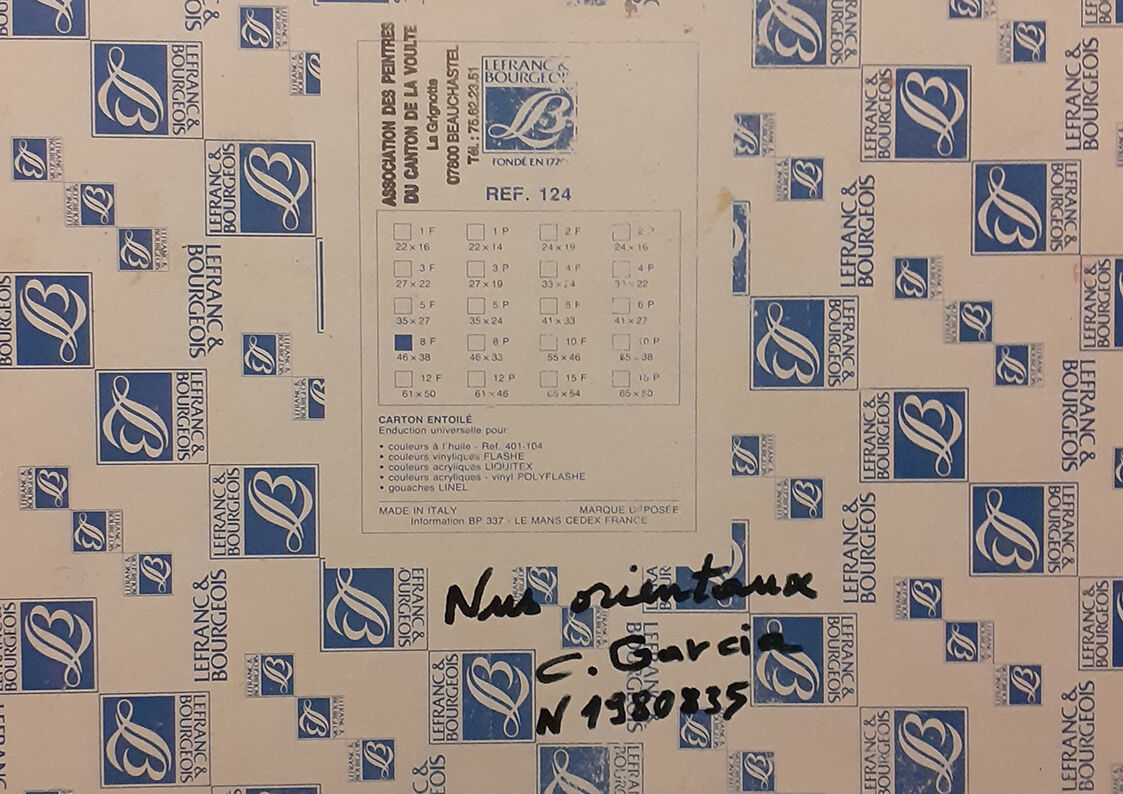 ASSOCIATION DES PEINTRES
DU CANTON DE LA VOULTE
La Grignotte
07800 BEAUCHASTEL
Tél.: 75.62.23.51
LEFRANC &
BOURGEOIS
FONDÉ EN 172
REF. 124
1 F 1 P 2 F 2 P
22 x 16 22 x 14 24 x 19 24 x 16
3 F 3 P 4 F 4 P
27 x 22 27 x 19 33 x 24 33 x 22
5 F 5 P 6 F 6 P
35 x 27 35 x 24 41 x 33 41 x 27
8 F 8 P 10 F 10 P
46 x 38 46 x 33 55 x 46 55 x 38
12 F 12 P 15 F 15 P
61 x 50 61 x 46 65 x 54 65 x 50
CARTON ENTOILÉ
Enduction universelle pour:
• couleurs à l'huile - Ref. 401-104
• couleurs vinyliques FLASHE
• couleurs acryliques LIQUITEX
• couleurs acryliques - vinyl POLYFLASHE
• gouaches LINEL
MADE IN ITALY MARQUE DÉPOSÉE
Information BP 337 - LE MANS CEDEX FRANCE
Nus orientaux
C. Garcia
N 1980835